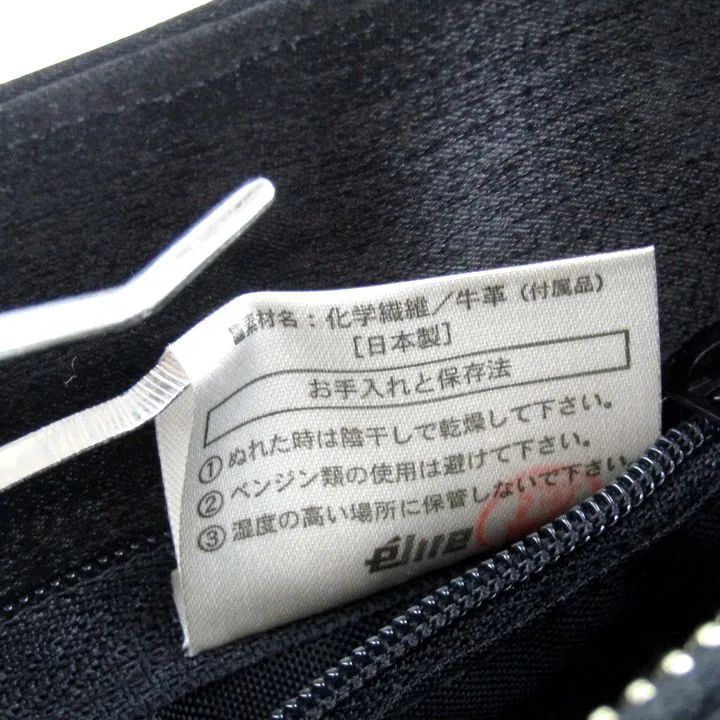 素材名：化学繊維／牛革（付属品）
［日本製］
お手入れと保存法
① ぬれた時は陰干しで乾燥して下さい。
② ベンジン類の使用は避けて下さい。
③ 湿度の高い場所に保管しないで下さい
élite